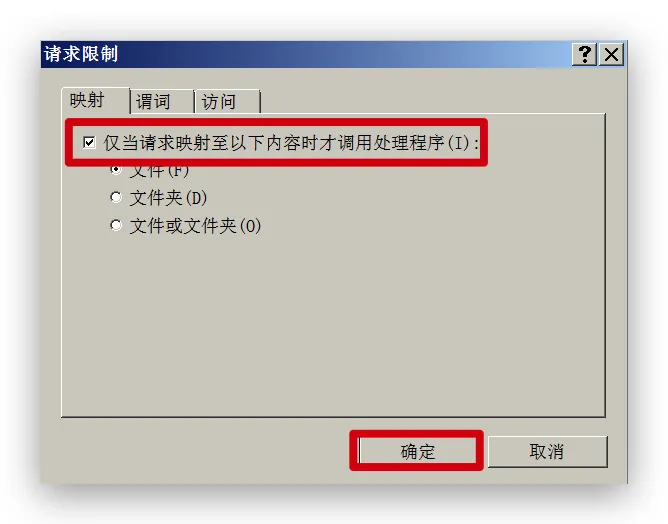 请求限制
映射 谓词 访问
仅当请求映射至以下内容时才调用处理程序(I):
文件(F)
文件夹(D)
文件或文件夹(O)
确定 取消